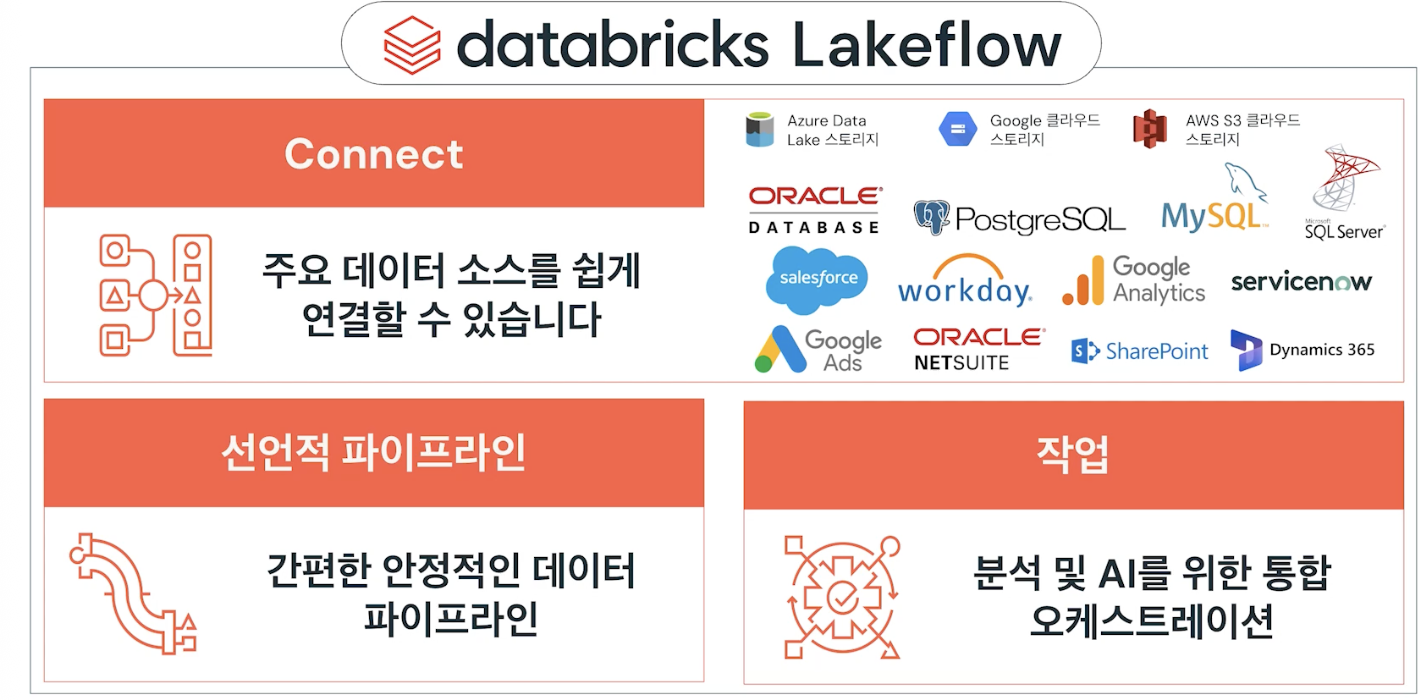 databricks Lakeflow
Connect
주요 데이터 소스를 쉽게
연결할 수 있습니다
Azure Data
Lake 스토리지
Google 클라우드
스토리지
AWS S3 클라우드
스토리지
ORACLE
DATABASE
PostgreSQL
MySQL
Microsoft
SQL Server
salesforce
workday
Google
Analytics
servicenow
Google
Ads
ORACLE
NETSUITE
SharePoint
Dynamics 365
선언적 파이프라인
간편한 안정적인 데이터
파이프라인
작업
분석 및 AI를 위한 통합
오케스트레이션